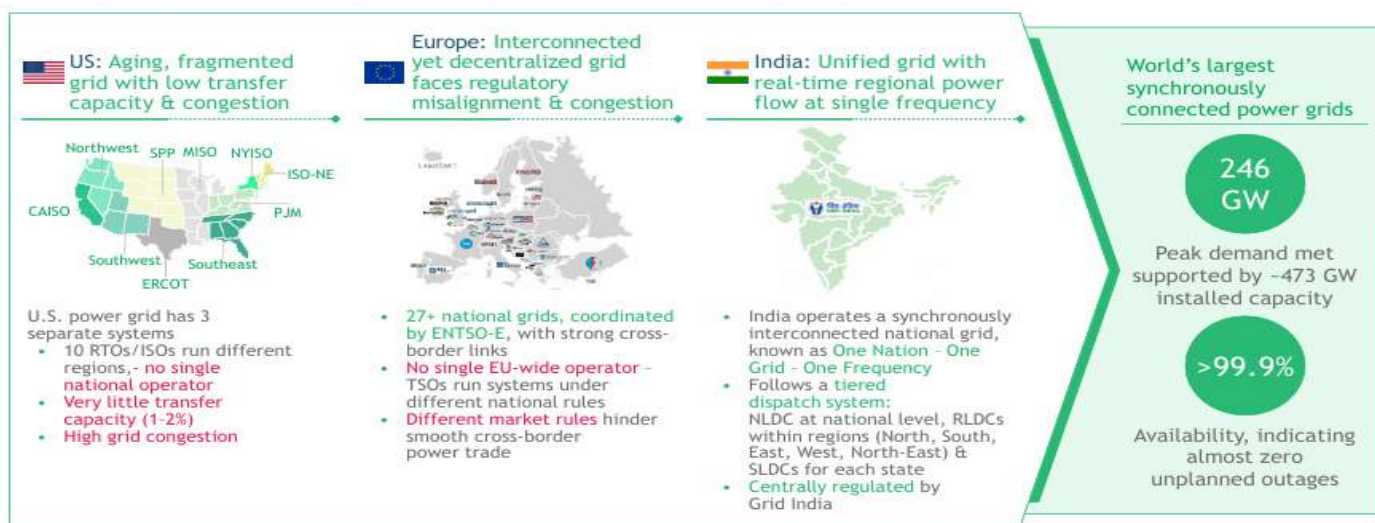 US: Aging, fragmented
grid with low transfer
capacity & congestion
Northwest
SPP
MISO
NYISO
ISO-NE
CAISO
PJM
Southwest
Southeast
ERCOT
U.S. power grid has 3
separate systems
• 10 RTOs/ISOs run different
regions,- no single
national operator
• Very little transfer
capacity (1-2%)
• High grid congestion
Europe: Interconnected
yet decentralized grid
faces regulatory
misalignment & congestion
• 27+ national grids, coordinated
by ENTSO-E, with strong cross-
border links
• No single EU-wide operator –
TSOs run systems under
different national rules
• Different market rules hinder
smooth cross-border
power trade
India: Unified grid with
real-time regional power
flow at single frequency
• India operates a synchronously
interconnected national grid,
known as One Nation – One
Grid – One Frequency
• Follows a tiered
dispatch system:
NLDC at national level, RLDCs
within regions (North, South,
East, West, North-East) &
SLDCs for each state
• Centrally regulated by
Grid India
World's largest
synchronously
connected power grids
246
GW
Peak demand met
supported by ~473 GW
installed capacity
>99.9%
Availability, indicating
almost zero
unplanned outages